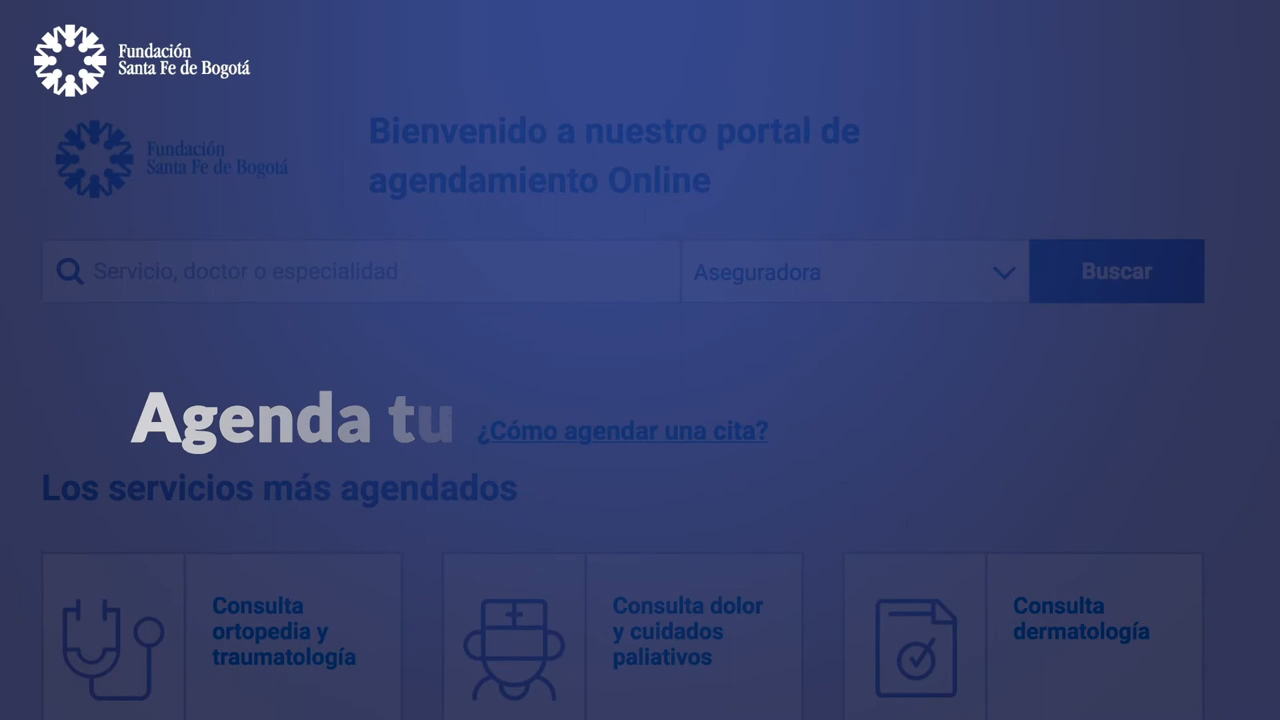 Fundación
Santa Fe de Bogotá
Fundación
Santa Fe de Bogotá
Bienvenido a nuestro portal de
agendamiento Online
Servicio, doctor o especialidad
Aseguradora
Buscar
Agenda tu
¿Cómo agendar una cita?
Los servicios más agendados
Consulta
ortopedia y
traumatología
Consulta dolor
y cuidados
paliativos
Consulta
dermatología